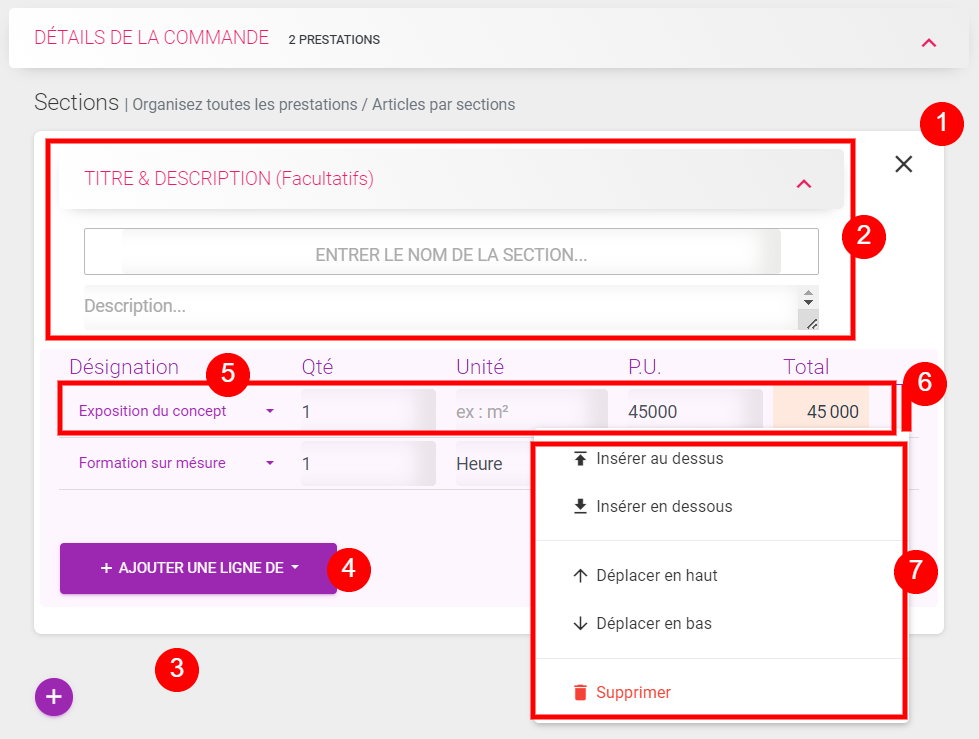 DÉTAILS DE LA COMMANDE 2 PRESTATIONS
Sections | Organisez toutes les prestations / Articles par sections
1
TITRE & DESCRIPTION (Facultatifs)
2
ENTRER LE NOM DE LA SECTION...
Description...
Désignation Qté Unité P.U. Total
5
6
Exposition du concept 1 ex : m² 45000 45 000
Formation sur mésure 1 Heure
Insérer au dessus
Insérer en dessous
+ AJOUTER UNE LIGNE DE
4
7
Déplacer en haut
Déplacer en bas
3
Supprimer
+